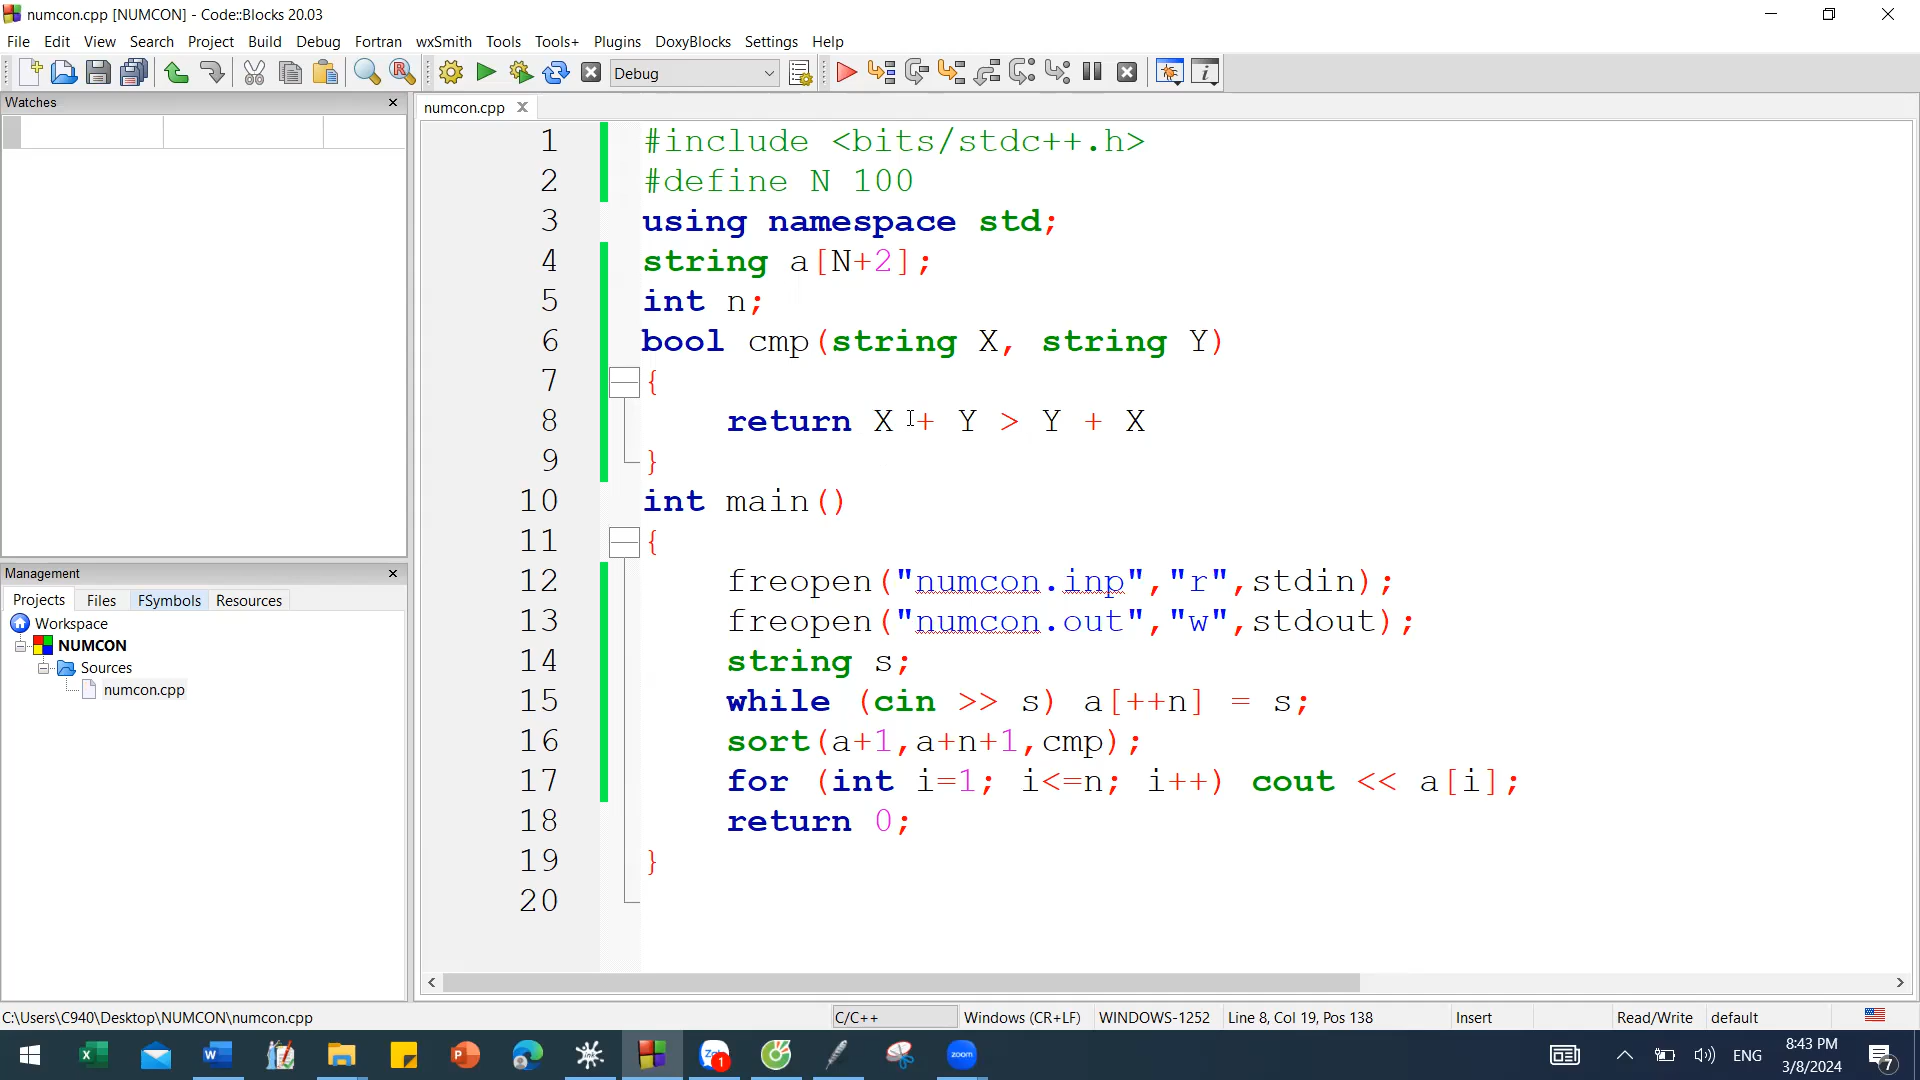 numcon.cpp [NUMCON] - Code::Blocks 20.03
File Edit View Search Project Build Debug Fortran wxSmith Tools Tools+ Plugins DoxyBlocks Settings Help
Debug
Watches
numcon.cpp
1 #include <bits/stdc++.h>
2 #define N 100
3 using namespace std;
4 string a[N+2];
5 int n;
6 bool cmp(string X, string Y)
7 {
8 return X + Y > Y + X
9 }
10 int main()
11 {
12 freopen("numcon.inp","r",stdin);
13 freopen("numcon.out","w",stdout);
14 string s;
15 while (cin >> s) a[++n] = s;
16 sort(a+1,a+n+1,cmp);
17 for (int i=1; i<=n; i++) cout << a[i];
18 return 0;
19 }
20
Management
Projects Files FSymbols Resources
Workspace
NUMCON
Sources
numcon.cpp
C:\Users\C940\Desktop\NUMCON\numcon.cpp C/C++ Windows (CR+LF) WINDOWS-1252 Line 8, Col 19, Pos 138 Insert Read/Write default
zoom
1
ENG
8:43 PM
3/8/2024
7